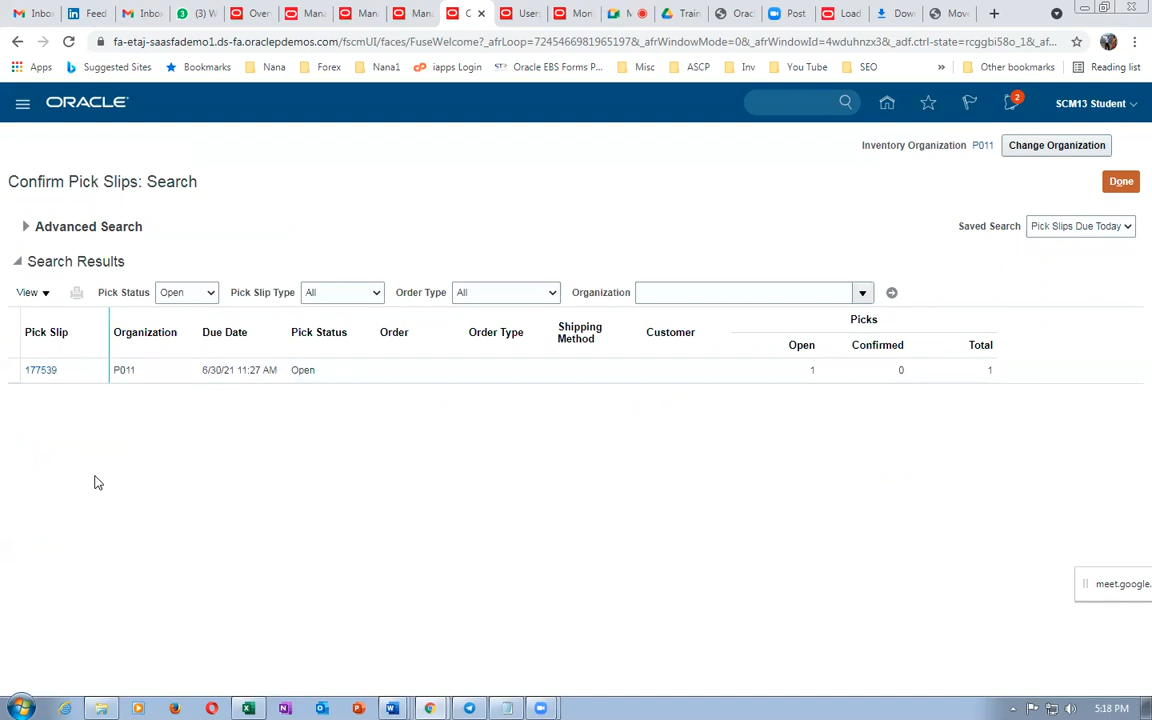 Inbo
Feed
Inbo
(3) W
Over
Mana
Mana
Mana
C
User
Mon
M
Train
Orac
Post
Load
Dow
Mov
fa-etaj-saasfademo1.ds-fa.oraclepdemos.com/fscmUI/faces/FuseWelcome?_afrLoop=7245466981965197&_afrWindowMode=0&_afrWindowId=4wduhnzx3&_adf.ctrl-state=rcggbi58o_1&_af...
Apps Suggested Sites Bookmarks Nana Forex Nana1 iapps Login Oracle EBS Forms P... Misc ASCP Inv You Tube SEO » Other bookmarks Reading list
ORACLE
2
SCM13 Student
Inventory Organization P011 Change Organization
Confirm Pick Slips: Search
Done
Advanced Search
Saved Search Pick Slips Due Today
Search Results
View Pick Status Open Pick Slip Type All Order Type All Organization
Pick Slip Organization Due Date Pick Status Order Order Type Shipping Method Customer
Picks
Open Confirmed Total
177539 P011 6/30/21 11:27 AM Open 1 0 1
meet.google.
5:18 PM